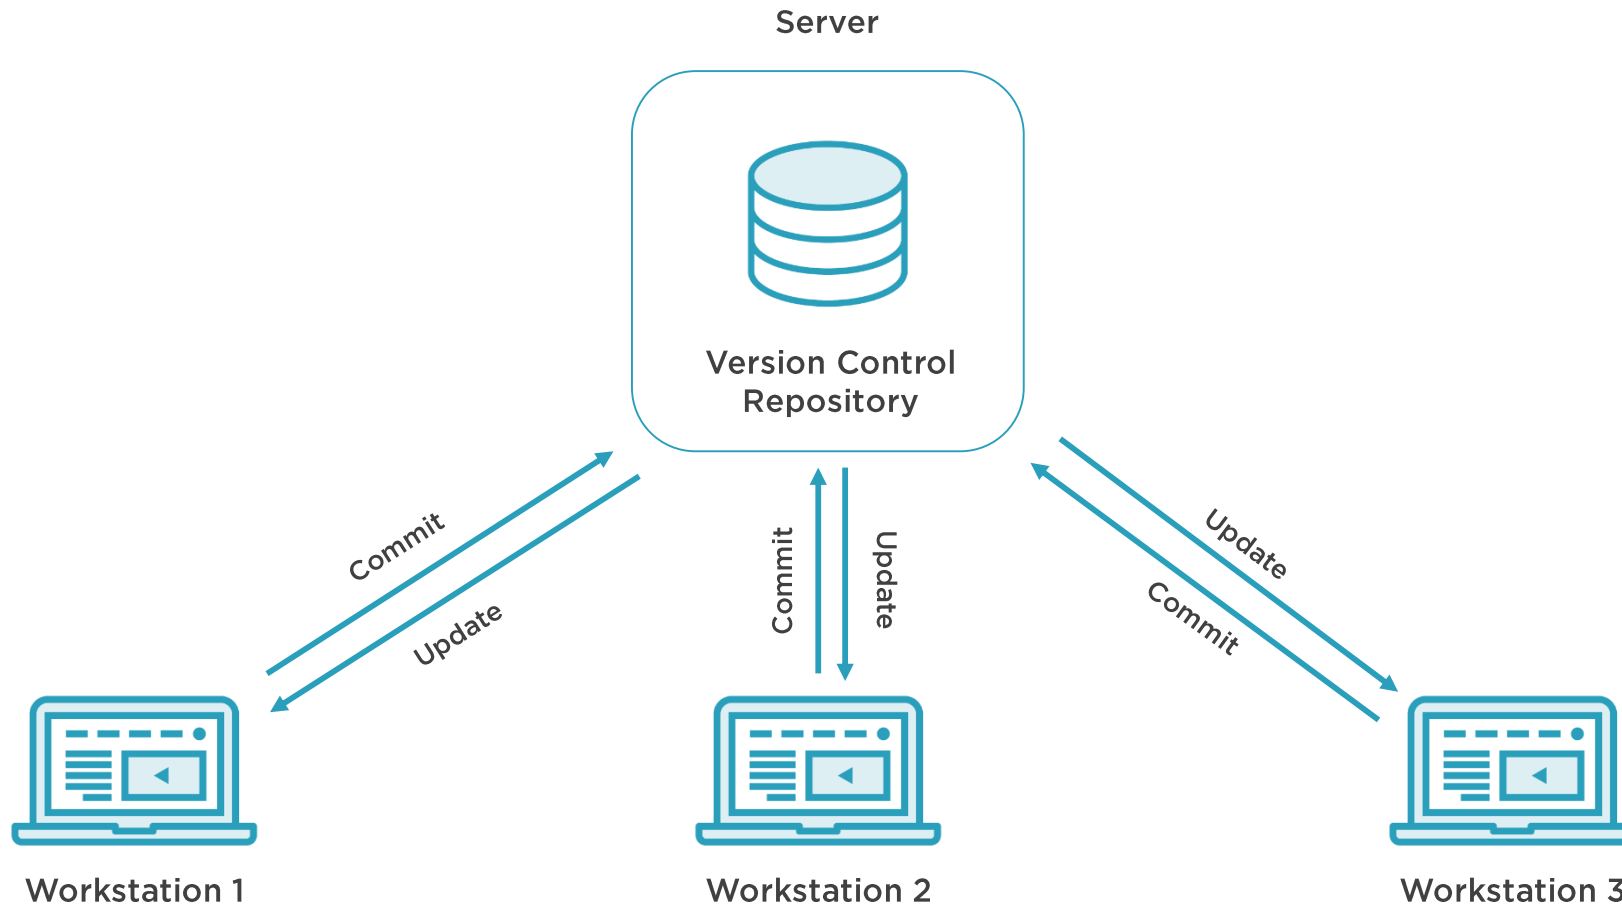 Server
Version Control
Repository
Commit
Update
Commit
Update
Update
Commit
Workstation 1
Workstation 2
Workstation 3